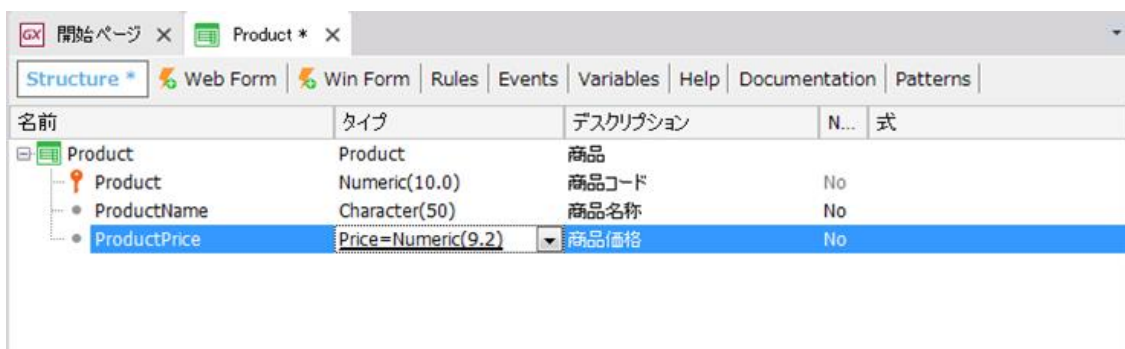 GX 開始ページ × Product * ×
Structure * Web Form Win Form Rules Events Variables Help Documentation Patterns
名前 タイプ デスクリプション N... 式
Product Product 商品
Product Numeric(10.0) 商品コード No
ProductName Character(50) 商品名称 No
ProductPrice Price=Numeric(9.2) 商品価格 No